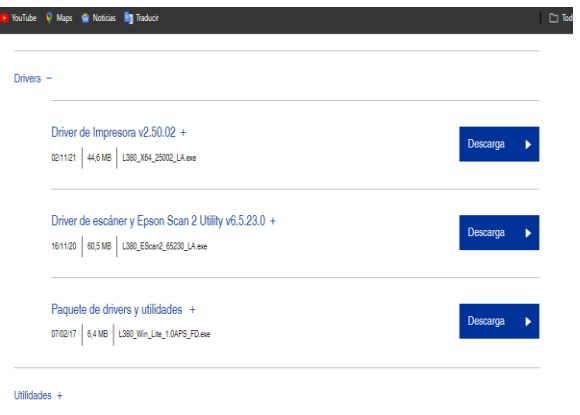 YouTube Maps Noticias Traducir Tod
Drivers −
Driver de Impresora v2.50.02 +
02/11/21 44,6 MB L380_X64_25002_LA.exe
Descarga
Driver de escáner y Epson Scan 2 Utility v6.5.23.0 +
16/11/20 60,5 MB L380_EScan2_65230_LA.exe
Descarga
Paquete de drivers y utilidades +
07/02/17 6,4 MB L380_Win_Lite_1.0APS_FD.exe
Descarga
Utilidades +